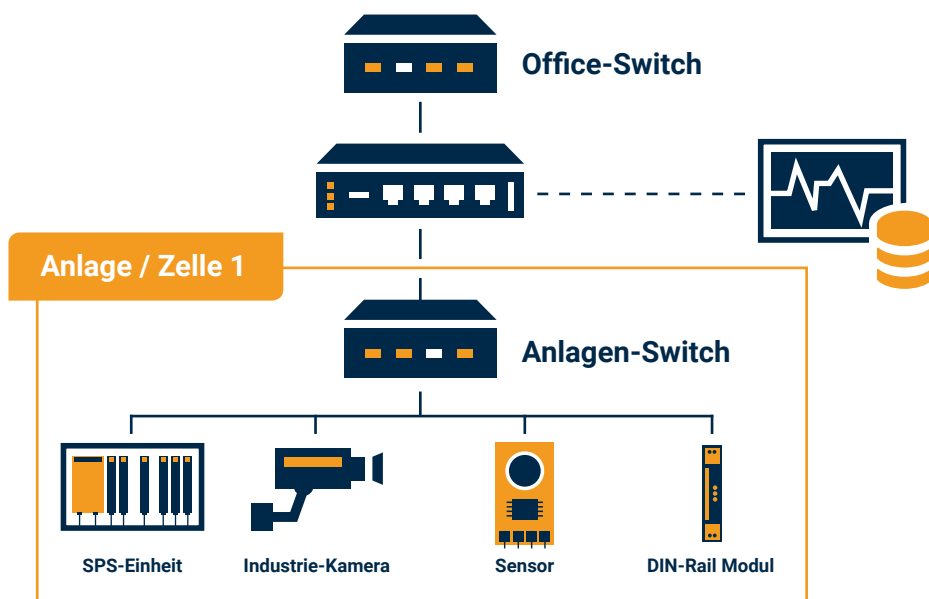 Office-Switch
Anlage / Zelle 1
Anlagen-Switch
SPS-Einheit
Industrie-Kamera
Sensor
DIN-Rail Modul